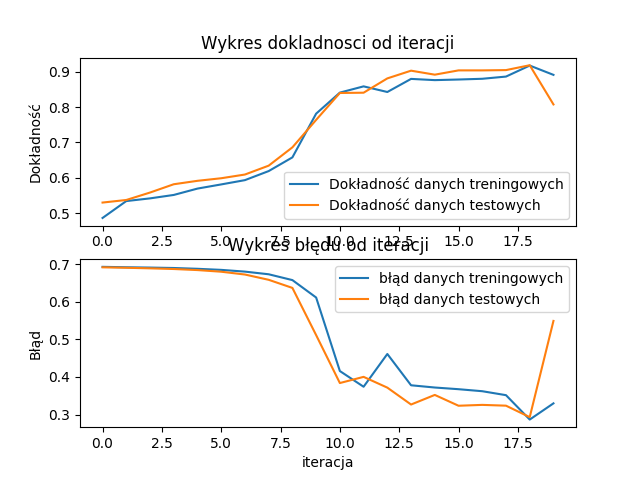 Wykres dokladnosci od iteracji
Dokładność
0.9
0.8
0.7
0.6
0.5
Dokładność danych treningowych
Dokładność danych testowych
0.0 2.5 5.0 7.5 10.0 12.5 15.0 17.5
Wykres błędu od iteracji
Błąd
0.7
0.6
0.5
0.4
0.3
błąd danych treningowych
błąd danych testowych
0.0 2.5 5.0 7.5 10.0 12.5 15.0 17.5
iteracja